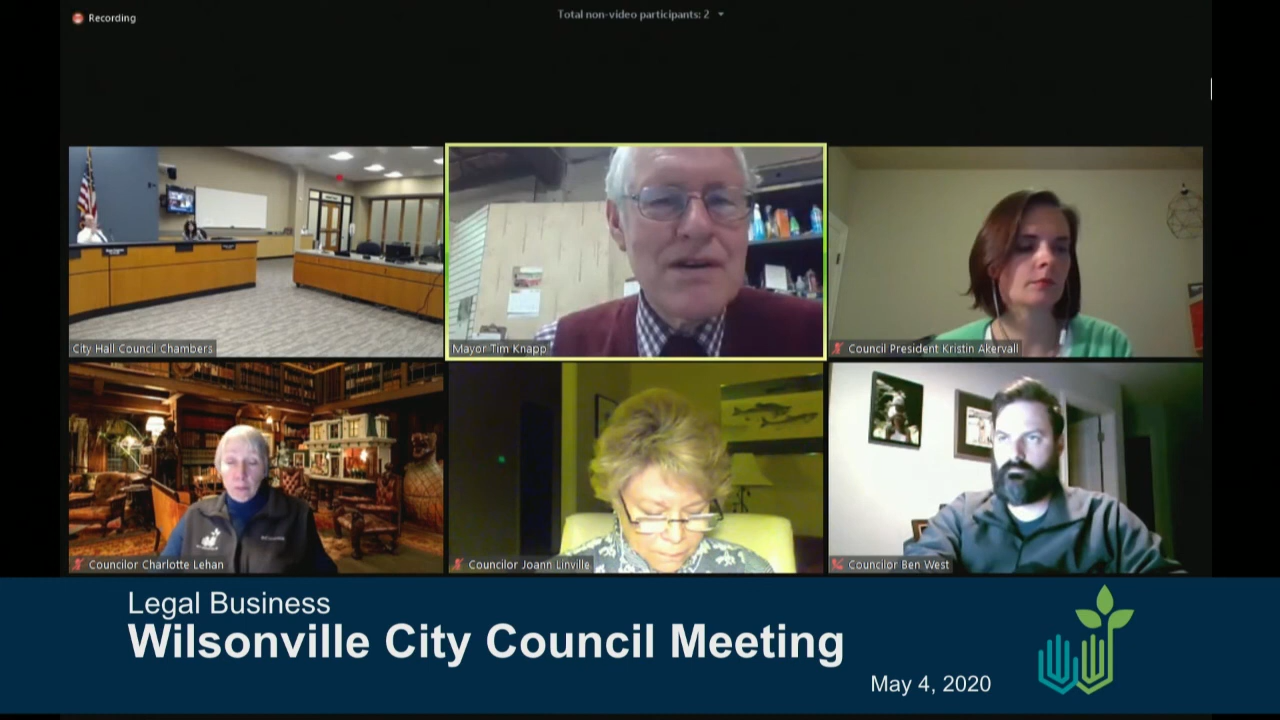 Recording
Total non-video participants: 2
City Hall Council Chambers
Mayor Tim Knapp
Council President Kristin Akervall
Councilor Charlotte Lehan
Councilor Joann Linville
Councilor Ben West
Legal Business
Wilsonville City Council Meeting
May 4, 2020